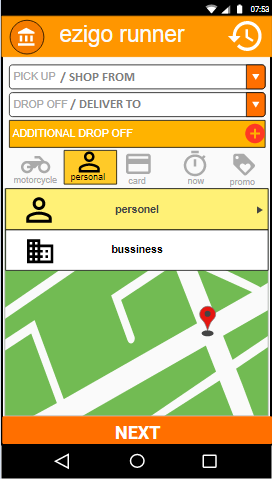 07:53
ezigo runner
PICK UP / SHOP FROM
DROP OFF / DELIVER TO
ADDITIONAL DROP OFF
motorcycle personal card now promo
personel
bussiness
NEXT